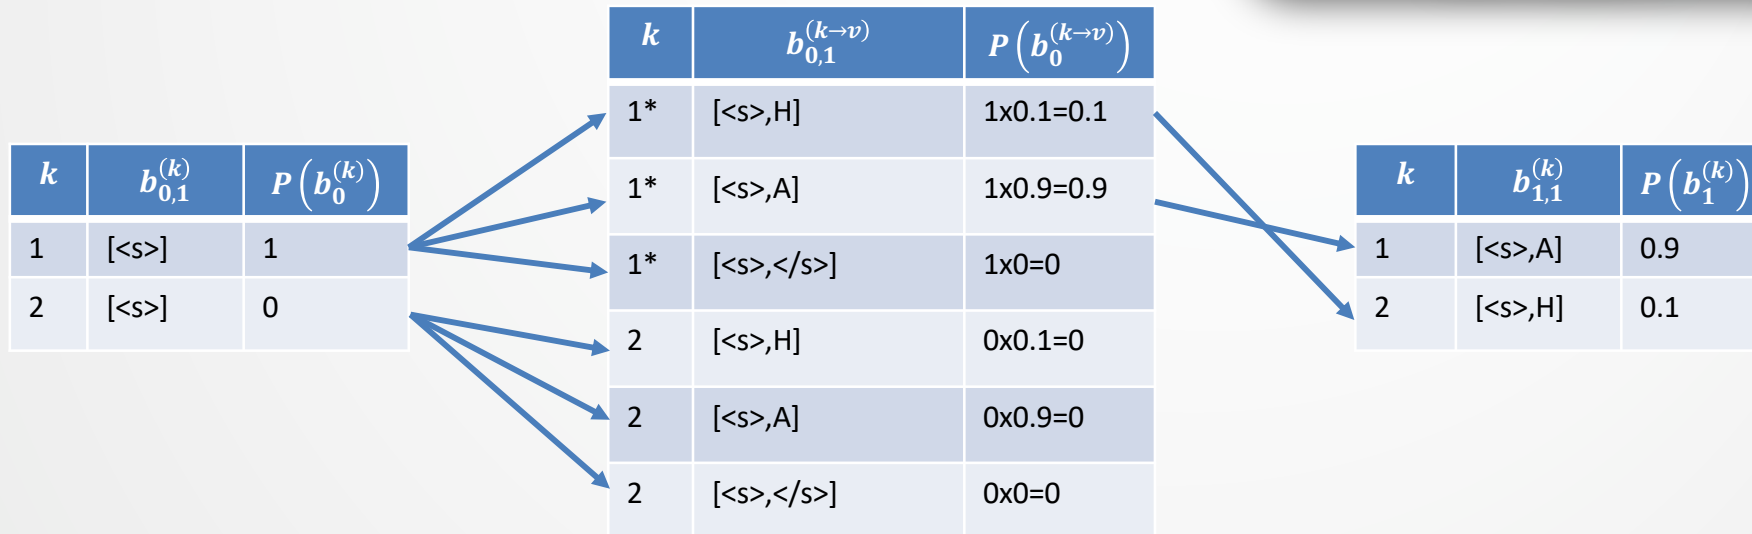 k b_{0,1}^{(k)} P(b_0^{(k)})
1 [<s>] 1
2 [<s>] 0
k b_{0,1}^{(k→v)} P(b_0^{(k→v)})
1* [<s>,H] 1x0.1=0.1
1* [<s>,A] 1x0.9=0.9
1* [<s>,</s>] 1x0=0
2 [<s>,H] 0x0.1=0
2 [<s>,A] 0x0.9=0
2 [<s>,</s>] 0x0=0
k b_{1,1}^{(k)} P(b_1^{(k)})
1 [<s>,A] 0.9
2 [<s>,H] 0.1